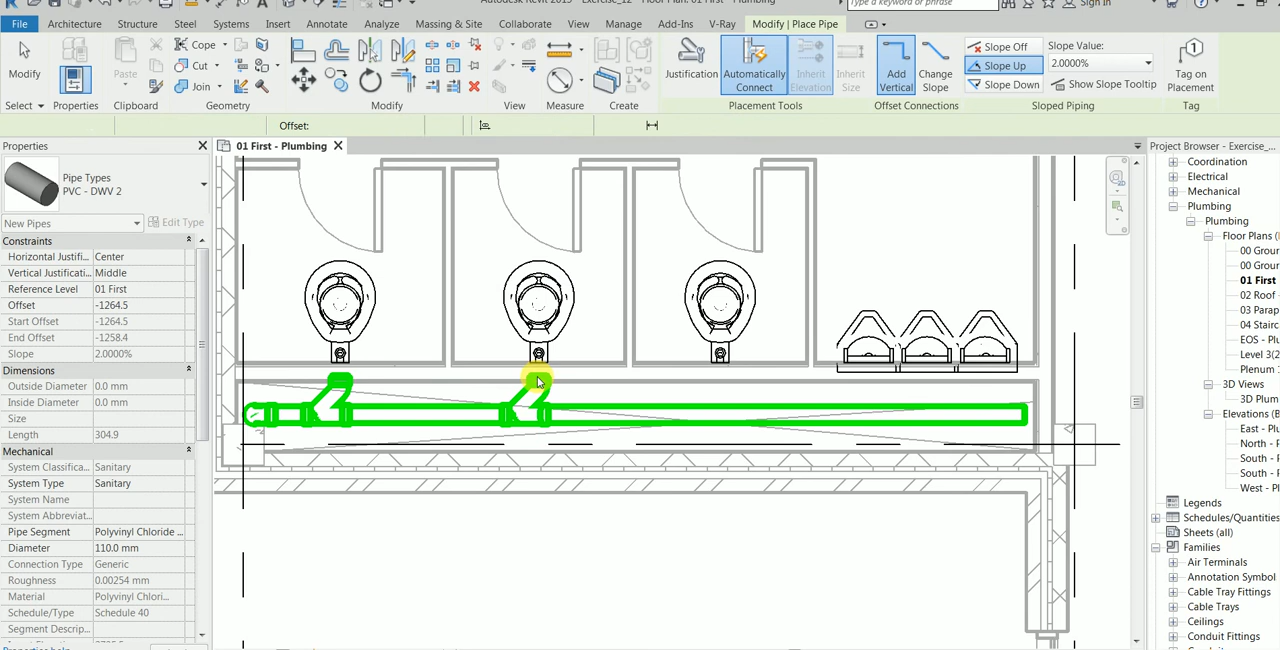 Autodesk Revit 2019 - Exercise_12 - Floor Plan: 01 First - Plumbing
Type a keyword or phrase
Sign In
File Architecture Structure Steel Systems Insert Annotate Analyze Massing & Site Collaborate View Manage Add-Ins V-Ray Modify | Place Pipe
Modify
Paste
Cope
Cut
Join
Justification
Automatically
Connect
Inherit
Elevation
Inherit
Size
Add
Vertical
Change
Slope
Slope Off
Slope Up
Slope Down
Slope Value:
2.0000%
Show Slope Tooltip
Tag on
Placement
Select Properties Clipboard Geometry Modify View Measure Create Placement Tools Offset Connections Sloped Piping Tag
Offset:
Properties
01 First - Plumbing
Project Browser - Exercise_...
Pipe Types
PVC - DWV 2
New Pipes
Edit Type
Constraints
Horizontal Justifi... Center
Vertical Justificati... Middle
Reference Level 01 First
Offset -1264.5
Start Offset -1264.5
End Offset -1258.4
Slope 2.0000%
Dimensions
Outside Diameter 0.0 mm
Inside Diameter 0.0 mm
Size
Length 304.9
Mechanical
System Classifica... Sanitary
System Type Sanitary
System Name
System Abbreviat...
Pipe Segment Polyvinyl Chloride ...
Diameter 110.0 mm
Connection Type Generic
Roughness 0.00254 mm
Material Polyvinyl Chlori...
Schedule/Type Schedule 40
Segment Descrip...
Properties help
Coordination
Electrical
Mechanical
Plumbing
Plumbing
Floor Plans (
00 Grour
00 Grour
01 First
02 Roof -
03 Parap
04 Stairc
EOS - Plu
Level 3(2
Plenum
3D Views
3D Plum
Elevations (B
East - Pl
North -
South -
South -
West - Pl
Legends
Schedules/Quantities
Sheets (all)
Families
Air Terminals
Annotation Symbol
Cable Tray Fittings
Cable Trays
Ceilings
Conduit Fittings